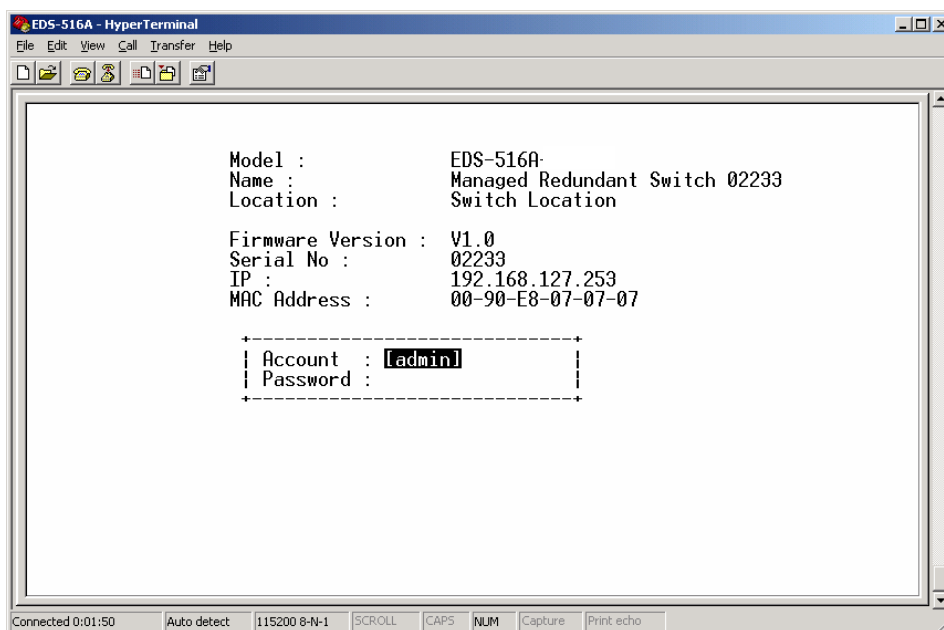 EDS-516A - HyperTerminal
File Edit View Call Transfer Help
Model : EDS-516A
Name : Managed Redundant Switch 02233
Location : Switch Location
Firmware Version : V1.0
Serial No : 02233
IP : 192.168.127.253
MAC Address : 00-90-E8-07-07-07
Account : [admin]
Password :
Connected 0:01:50 Auto detect 115200 8-N-1 SCROLL CAPS NUM Capture Print echo